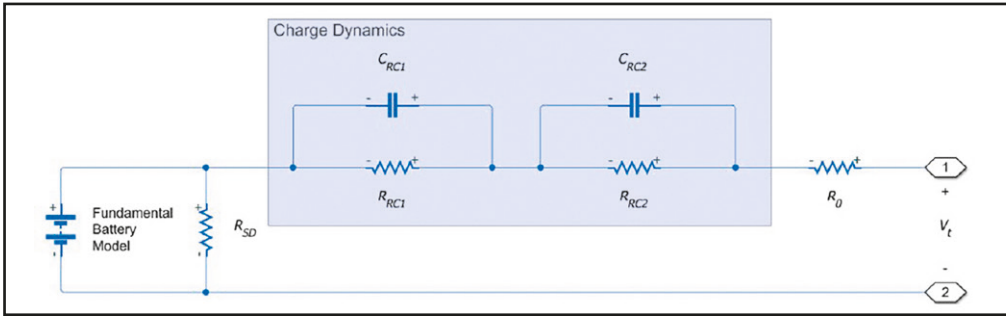 Charge Dynamics
C_RC1
C_RC2
- +
- +
- +
- +
- +
R_RC1
R_RC2
R_0
1
+
V_t
-
2
+
-
Fundamental
Battery
Model
+
-
R_SD